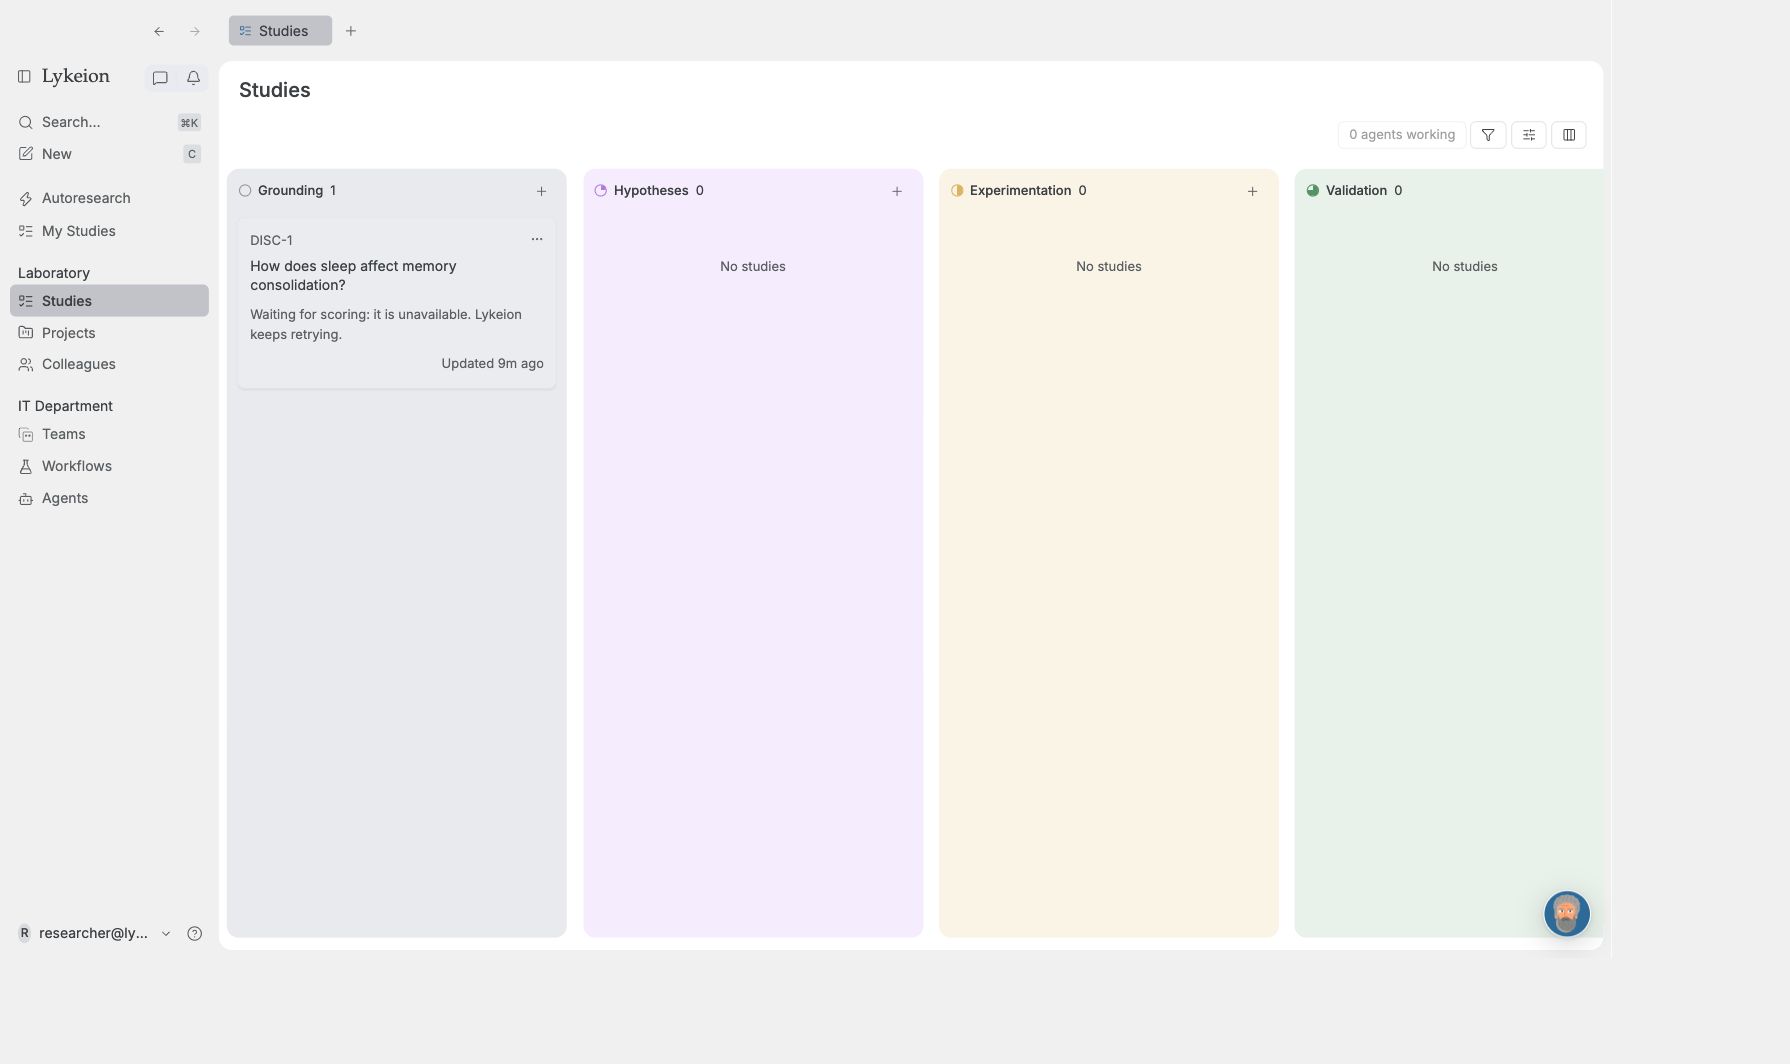 Studies
Lykeion
Search...
⌘K
New
C
Autoresearch
My Studies
Laboratory
Studies
Projects
Colleagues
IT Department
Teams
Workflows
Agents
R
researcher@ly...
Studies
0 agents working
Grounding 1
DISC-1
How does sleep affect memory
consolidation?
Waiting for scoring: it is unavailable. Lykeion
keeps retrying.
Updated 9m ago
Hypotheses 0
No studies
Experimentation 0
No studies
Validation 0
No studies